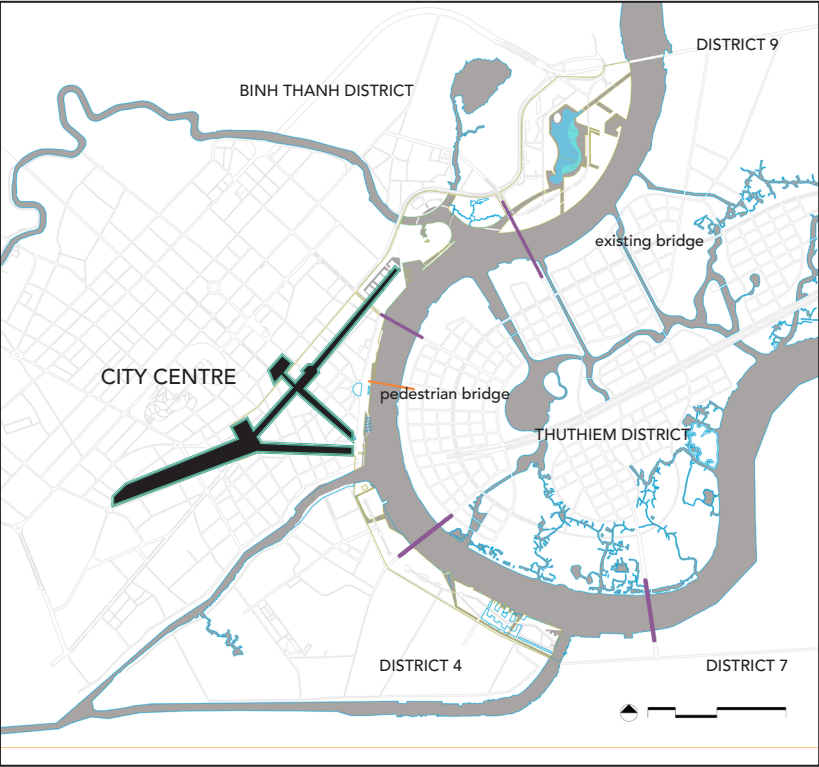 DISTRICT 9
BINH THANH DISTRICT
existing bridge
CITY CENTRE
pedestrian bridge
THUTHIEM DISTRICT
DISTRICT 4
DISTRICT 7